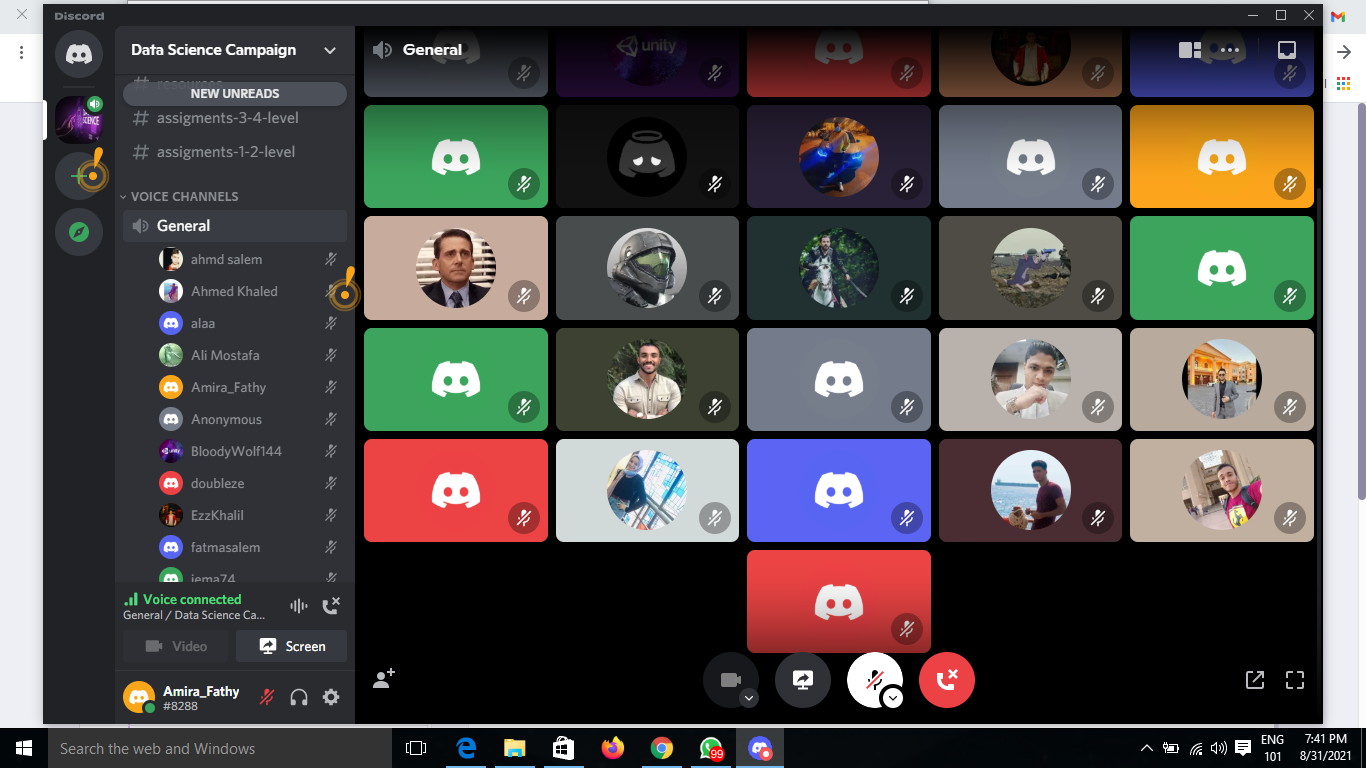 Discord
Data Science Campaign
resources
NEW UNREADS
assigments-3-4-level
assigments-1-2-level
VOICE CHANNELS
General
ahmd salem
Ahmed Khaled
alaa
Ali Mostafa
Amira_Fathy
Anonymous
BloodyWolf144
doubleze
EzzKhalil
fatmasalem
jema74
Voice connected
General / Data Science Ca...
Video
Screen
Amira_Fathy
#8288
General
unity
Search the web and Windows
99
ENG
101
7:41 PM
8/31/2021